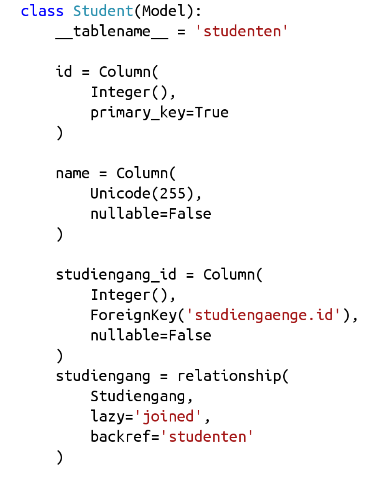 class Student(Model):
    __tablename__ = 'studenten'

    id = Column(
        Integer(),
        primary_key=True
    )

    name = Column(
        Unicode(255),
        nullable=False
    )

    studiengang_id = Column(
        Integer(),
        ForeignKey('studiengaenge.id'),
        nullable=False
    )
    studiengang = relationship(
        Studiengang,
        lazy='joined',
        backref='studenten'
    )